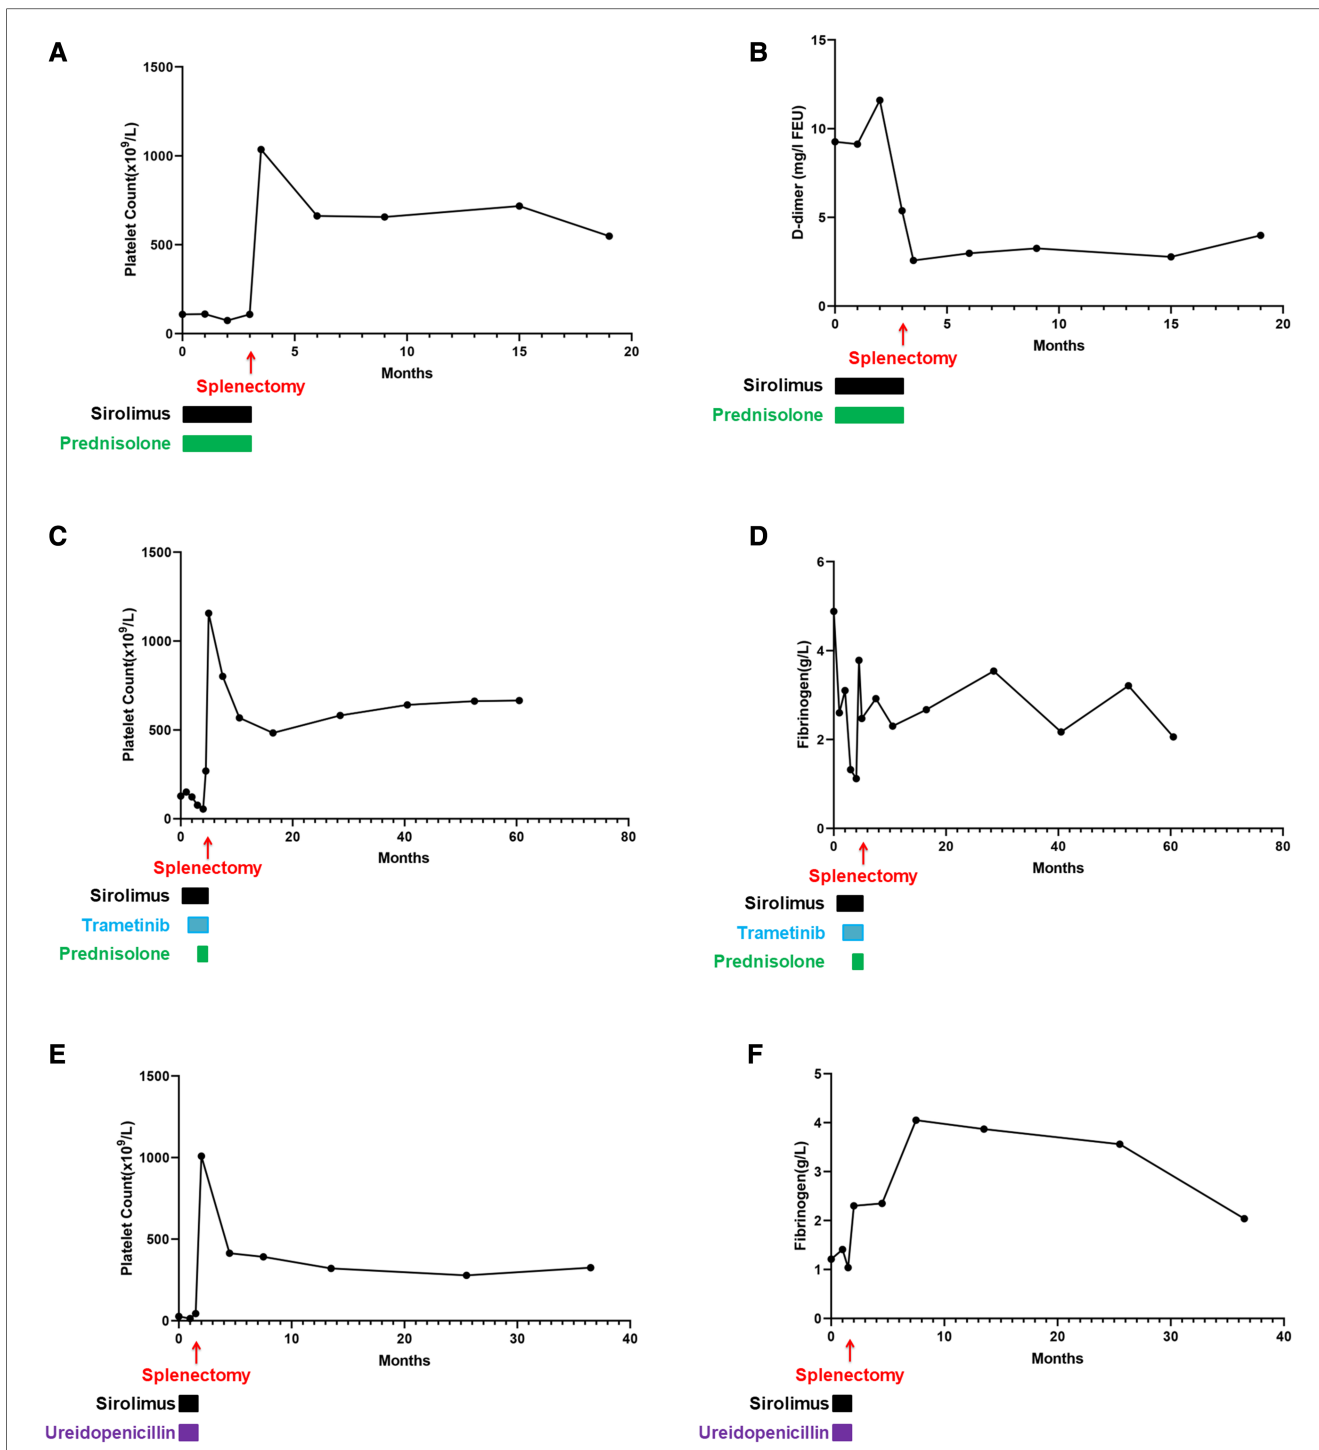 A
1500
1000
500
0
Platelet Count(x10⁹/L)
0 5 10 15 20
Months
Splenectomy
Sirolimus
Prednisolone
B
15
10
5
0
D-dimer (mg/l FEU)
0 5 10 15 20
Months
Splenectomy
Sirolimus
Prednisolone
C
1500
1000
500
0
Platelet Count(x10⁹/L)
0 20 40 60 80
Months
Splenectomy
Sirolimus
Trametinib
Prednisolone
D
6
4
2
0
Fibrinogen(g/L)
0 20 40 60 80
Months
Splenectomy
Sirolimus
Trametinib
Prednisolone
E
1500
1000
500
0
Platelet Count(x10⁹/L)
0 10 20 30 40
Months
Splenectomy
Sirolimus
Ureidopenicillin
F
5
4
3
2
1
0
Fibrinogen(g/L)
0 10 20 30 40
Months
Splenectomy
Sirolimus
Ureidopenicillin